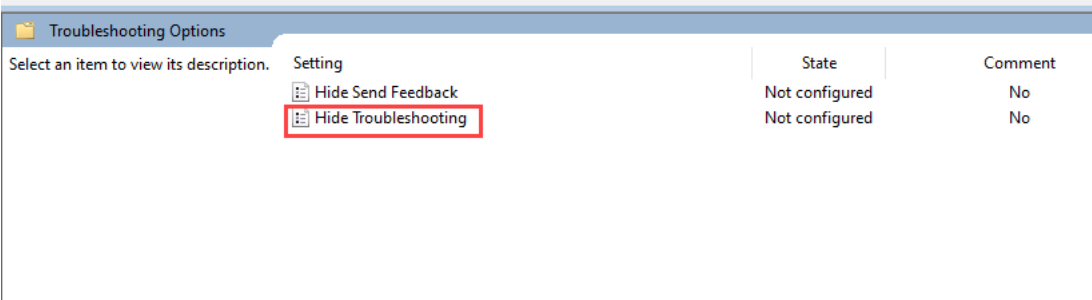 Troubleshooting Options
Select an item to view its description.
Setting State Comment
Hide Send Feedback Not configured No
Hide Troubleshooting Not configured No